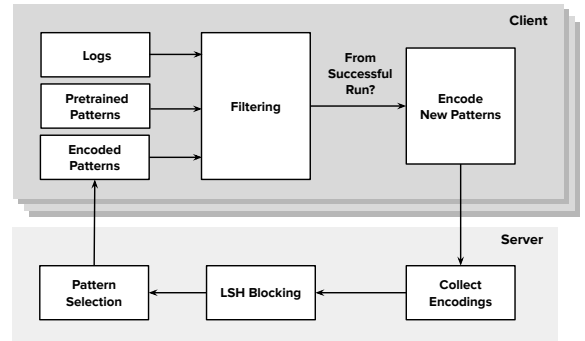 Client
Logs
Pretrained
Patterns
Encoded
Patterns
Filtering
From
Successful
Run?
Encode
New Patterns
Server
Pattern
Selection
LSH Blocking
Collect
Encodings